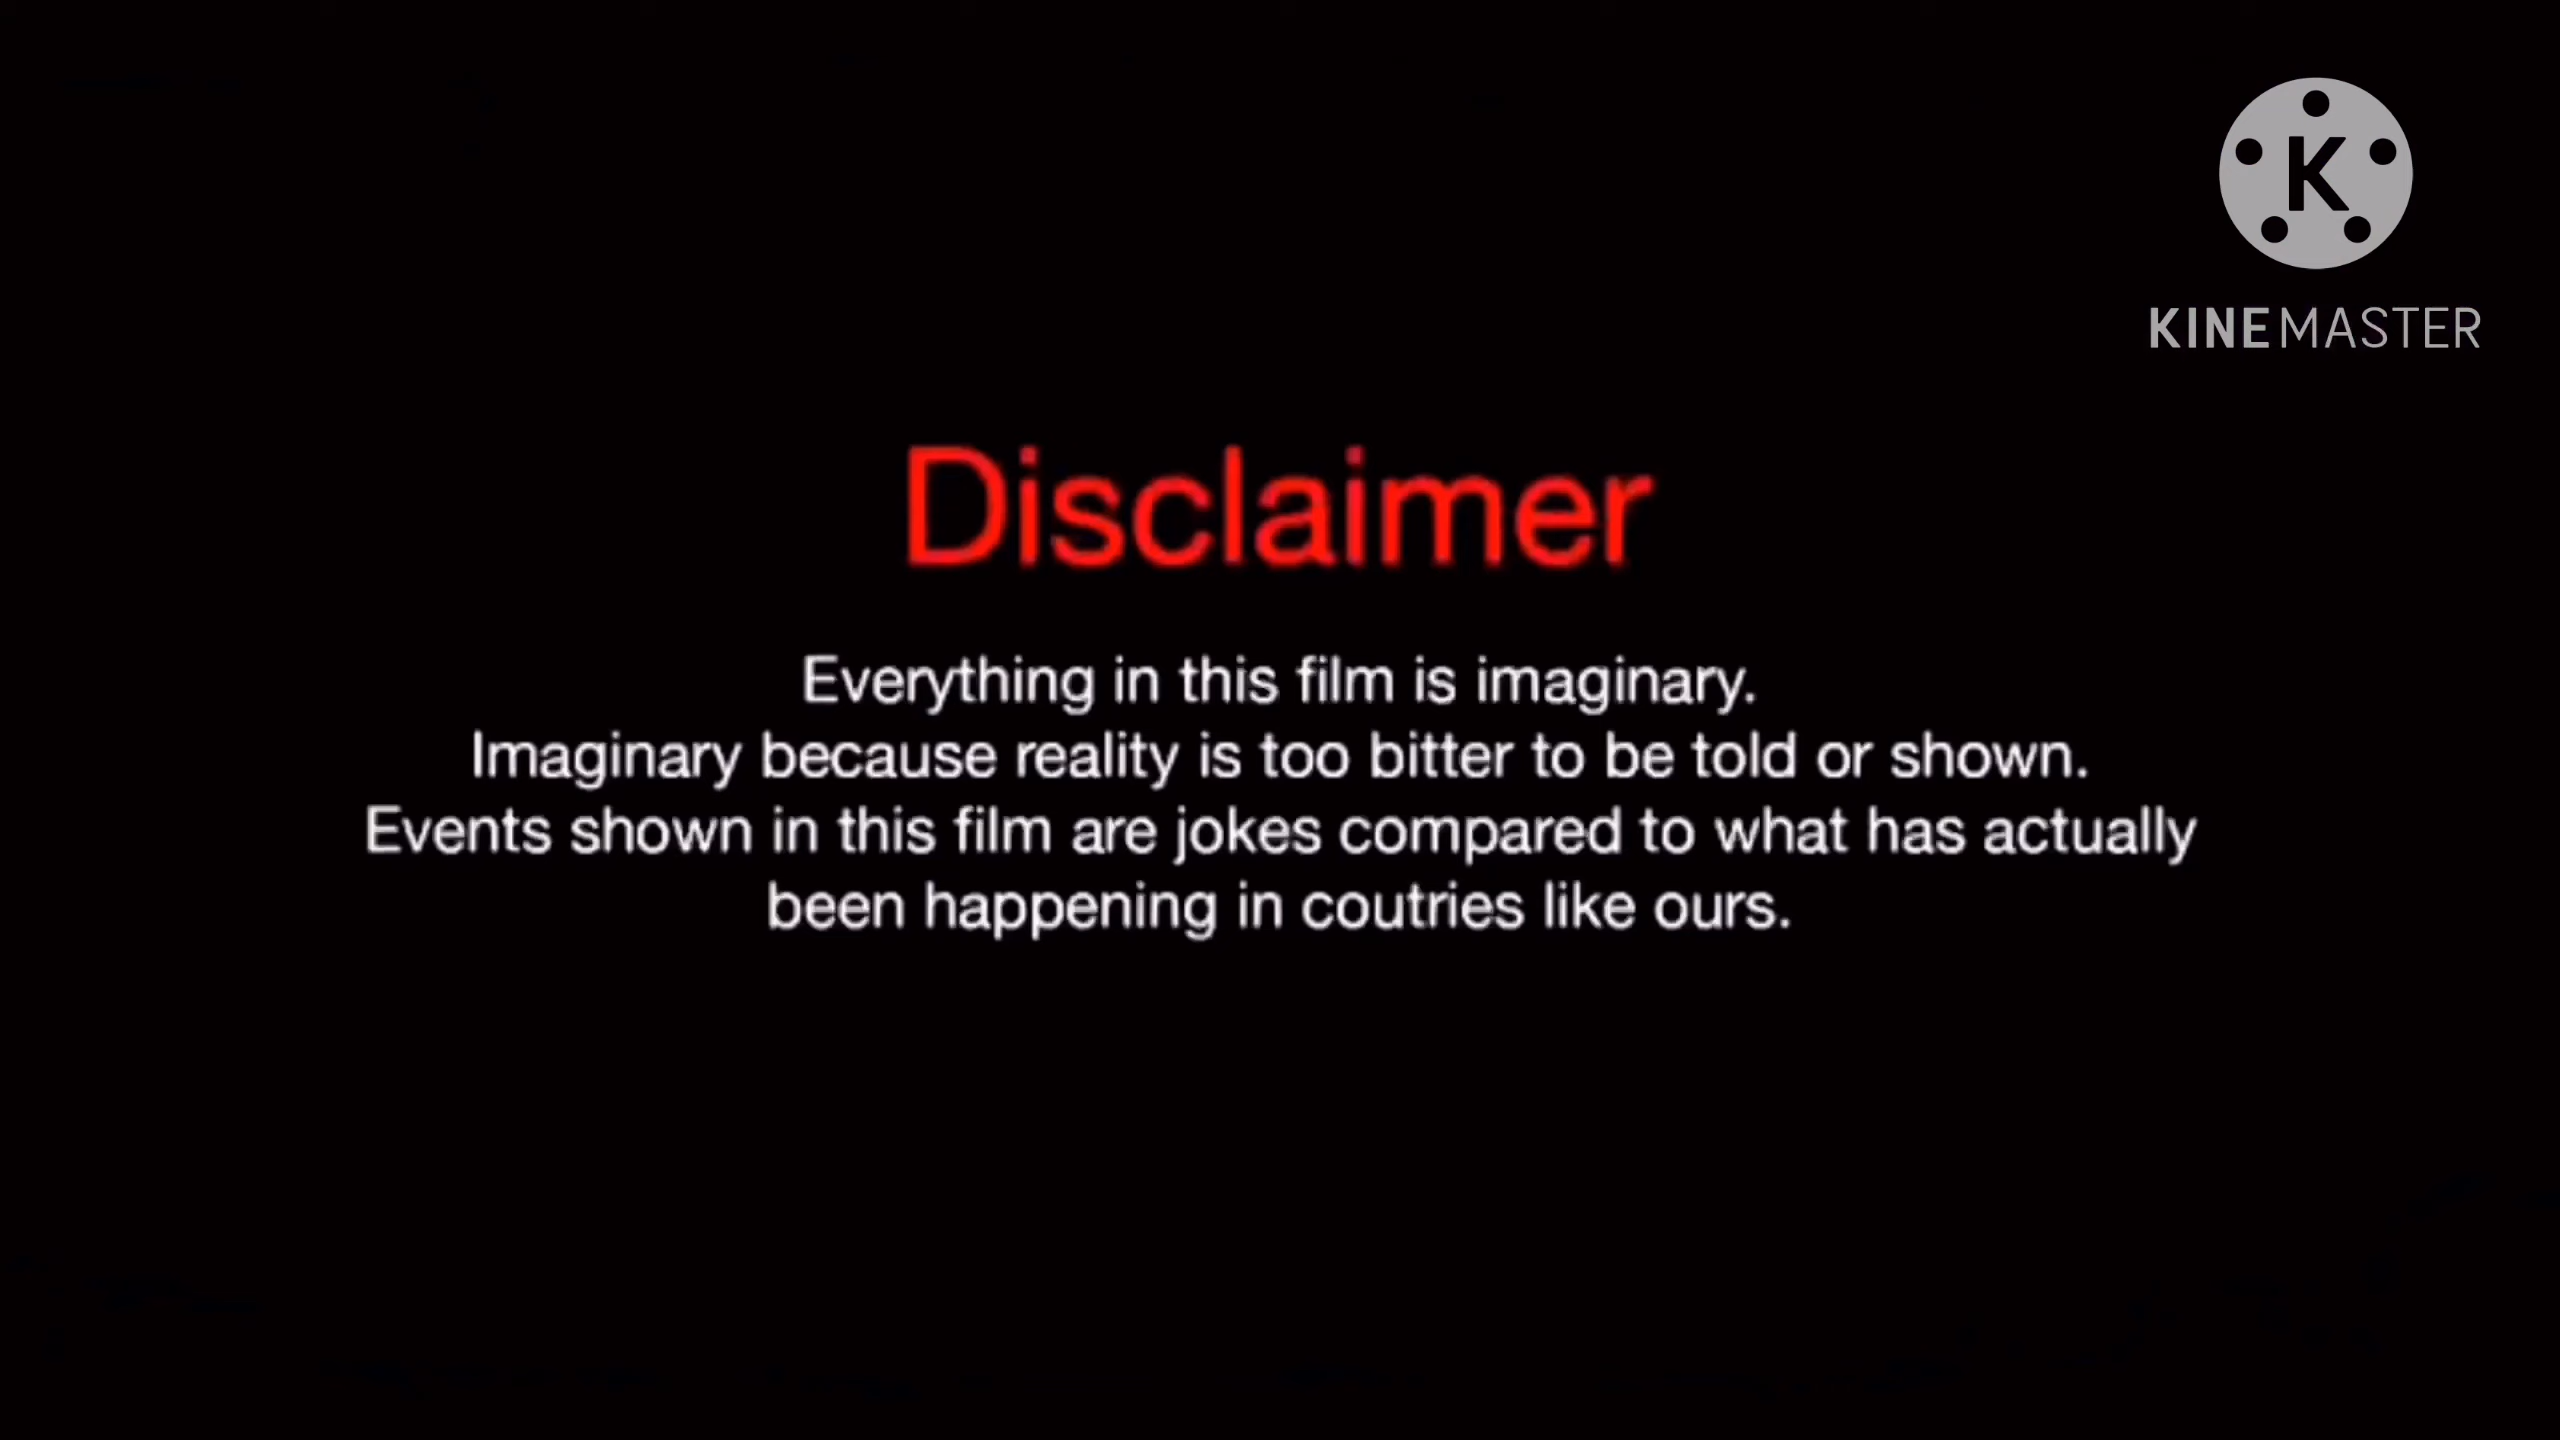 K
KINEMASTER
Disclaimer
Everything in this film is imaginary.
Imaginary because reality is too bitter to be told or shown.
Events shown in this film are jokes compared to what has actually
been happening in coutries like ours.